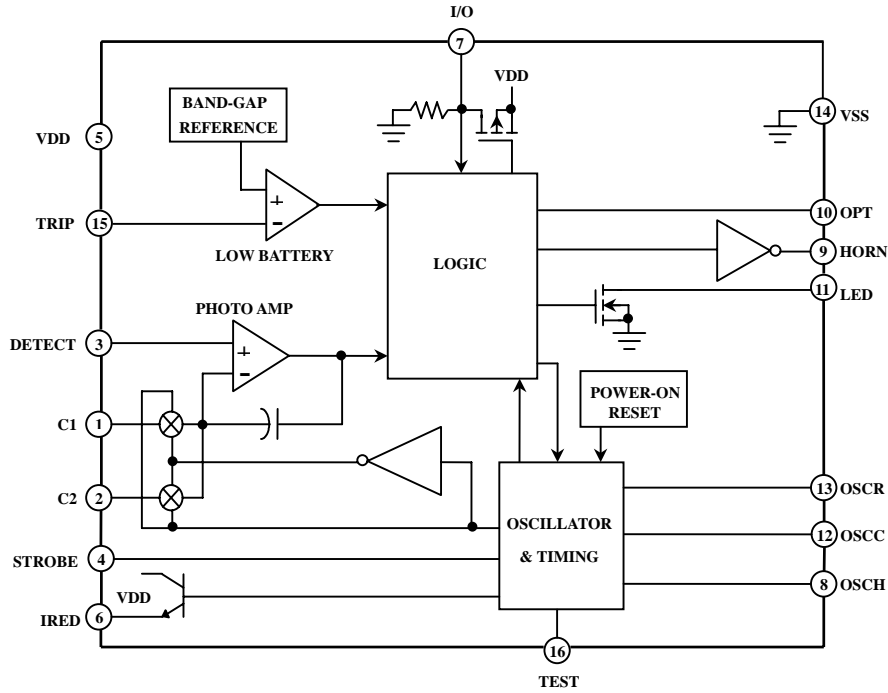 I/O
7
VDD
BAND-GAP
REFERENCE
14
VSS
VDD
5
TRIP
15
+
-
LOW BATTERY
LOGIC
10
OPT
9
HORN
11
LED
PHOTO AMP
DETECT
3
+
-
POWER-ON
RESET
C1
1
C2
2
13
OSCR
OSCILLATOR
& TIMING
12
OSCC
STROBE
4
8
OSCH
VDD
IRED
6
16
TEST